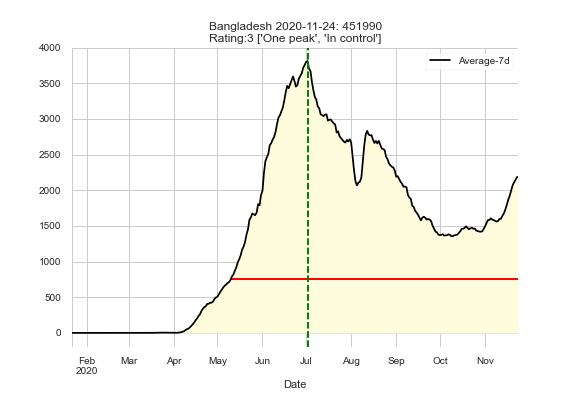 Bangladesh 2020-11-24: 451990
Rating:3 ['One peak', 'In control']
Average-7d
4000
3500
3000
2500
2000
1500
1000
500
0
Feb Mar Apr May Jun Jul Aug Sep Oct Nov
2020
Date